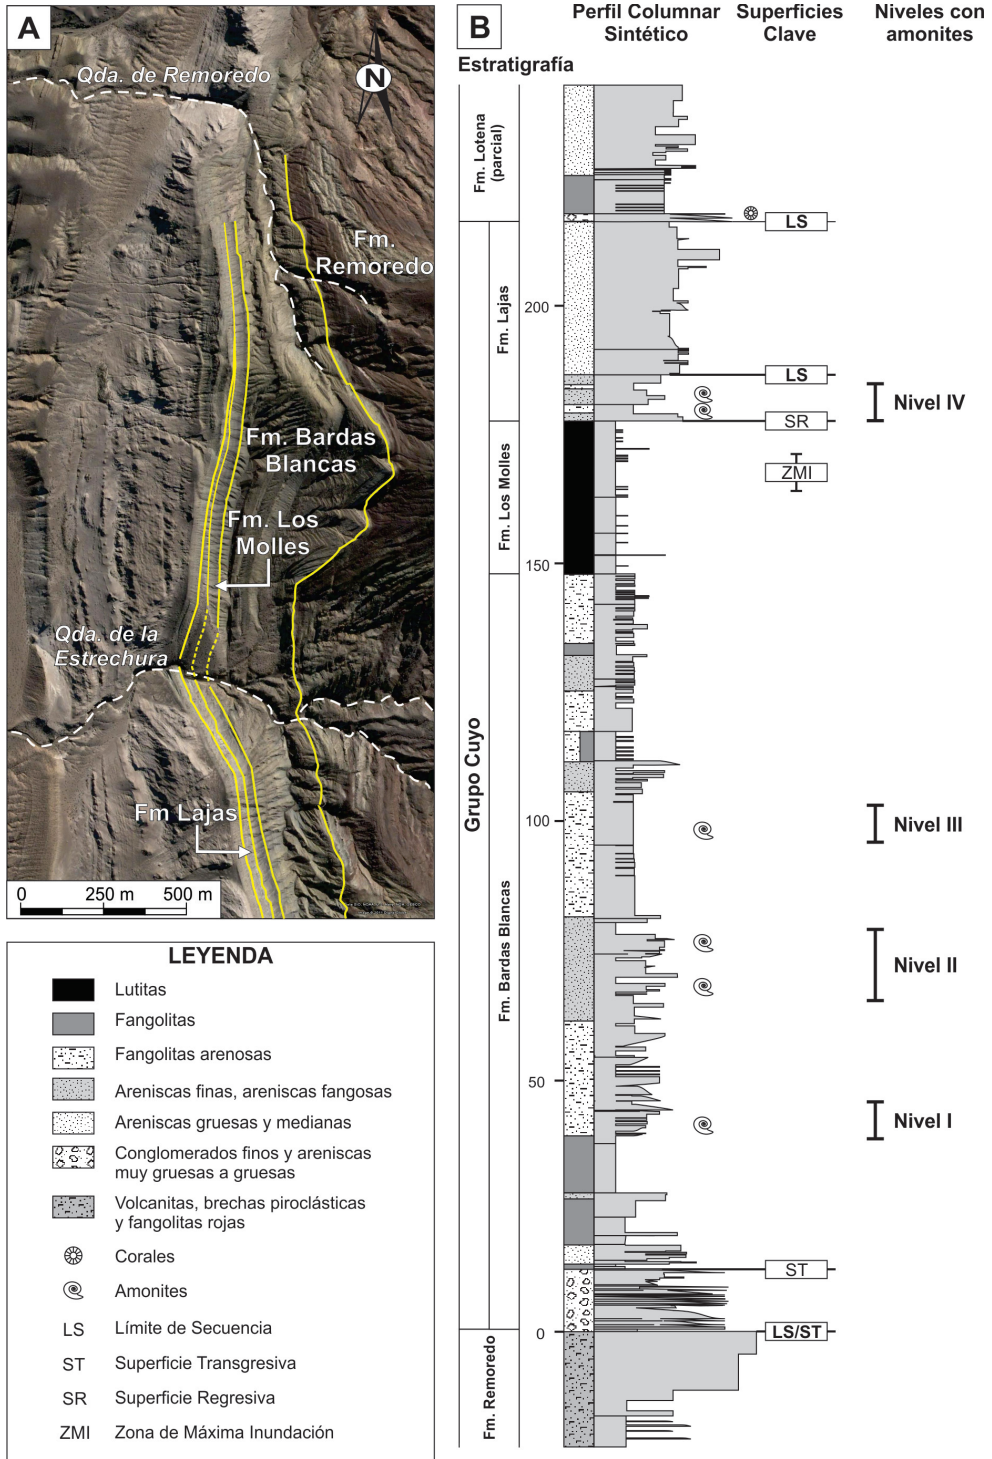 A
Qda. de Remoredo
N
Fm.
Remoredo
Fm. Bardas
Blancas
Fm. Los
Molles
Qda. de la
Estrechura
Fm Lajas
0 250 m 500 m
LEYENDA
Lutitas
Fangolitas
Fangolitas arenosas
Areniscas finas, areniscas fangosas
Areniscas gruesas y medianas
Conglomerados finos y areniscas
muy gruesas a gruesas
Volcanitas, brechas piroclásticas
y fangolitas rojas
Corales
Amonites
LS Límite de Secuencia
ST Superficie Transgresiva
SR Superficie Regresiva
ZMI Zona de Máxima Inundación
B
Perfil Columnar
Sintético
Superficies
Clave
Niveles con
amonites
Estratigrafía
Fm. Lotena
(parcial)
LS
Fm. Lajas
200
LS
Nivel IV
SR
Fm. Los Molles
ZMI
150
Grupo Cuyo
Fm. Bardas Blancas
100
Nivel III
Nivel II
50
Nivel I
ST
0
LS/ST
Fm. Remoredo